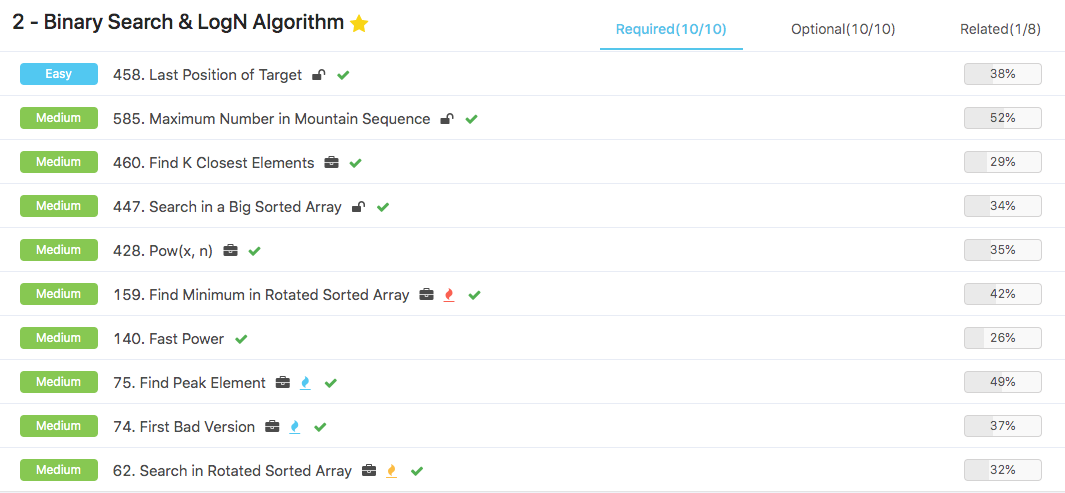 2 - Binary Search & LogN Algorithm
Required(10/10) Optional(10/10) Related(1/8)
Easy 458. Last Position of Target 38%
Medium 585. Maximum Number in Mountain Sequence 52%
Medium 460. Find K Closest Elements 29%
Medium 447. Search in a Big Sorted Array 34%
Medium 428. Pow(x, n) 35%
Medium 159. Find Minimum in Rotated Sorted Array 42%
Medium 140. Fast Power 26%
Medium 75. Find Peak Element 49%
Medium 74. First Bad Version 37%
Medium 62. Search in Rotated Sorted Array 32%